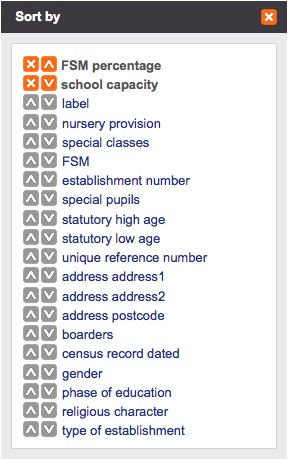 Sort by
FSM percentage
school capacity
label
nursery provision
special classes
FSM
establishment number
special pupils
statutory high age
statutory low age
unique reference number
address address1
address address2
address postcode
boarders
census record dated
gender
phase of education
religious character
type of establishment